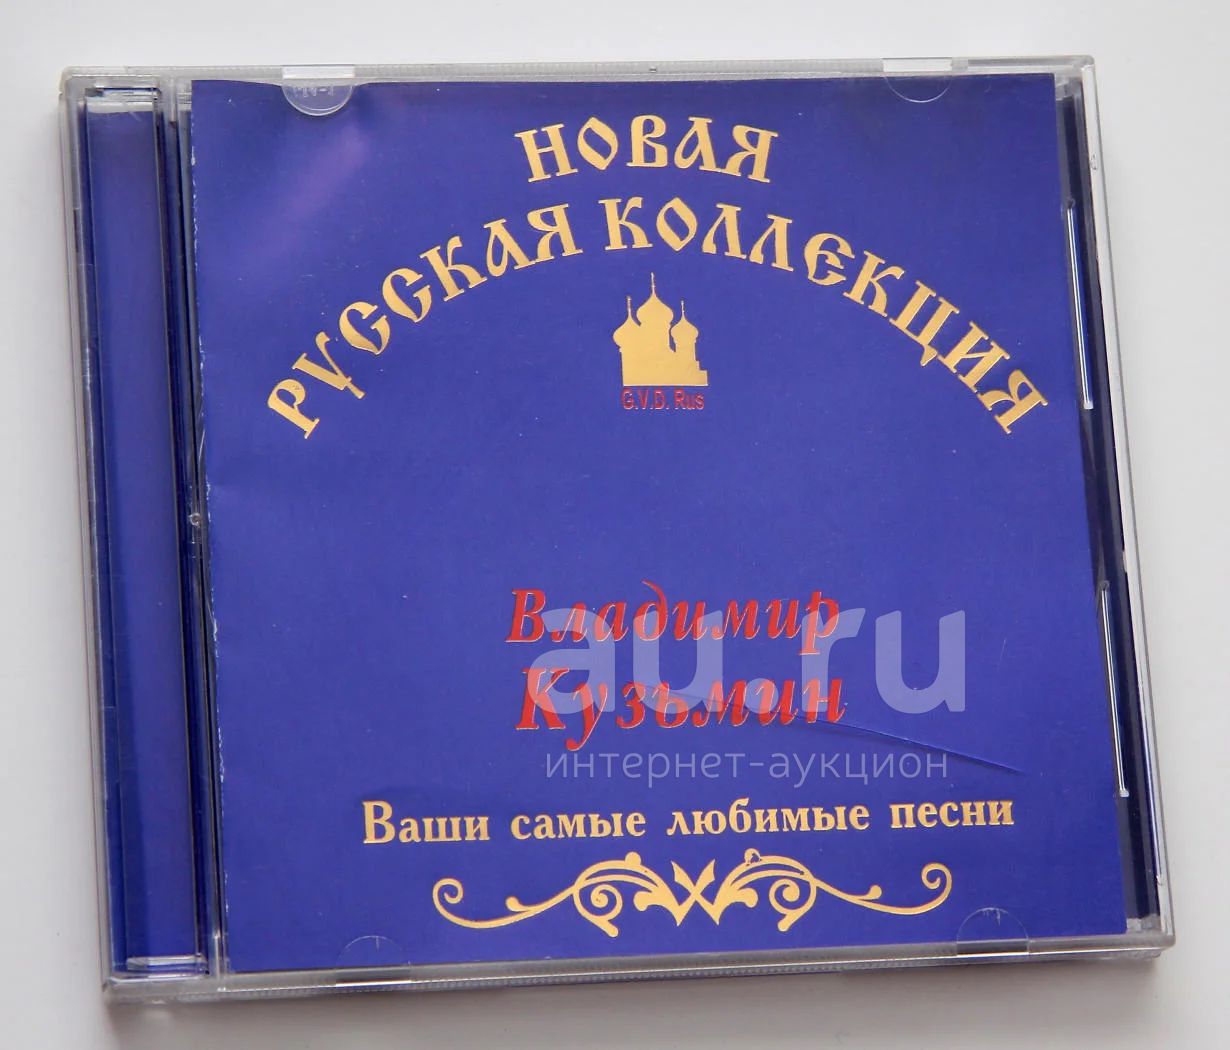 НОВАЯ
РУССКАЯ КОЛЛЕКЦИЯ
G.V.D. Rus
Владимир
Кузьмин
au.ru
интернет-аукцион
Ваши самые любимые песни